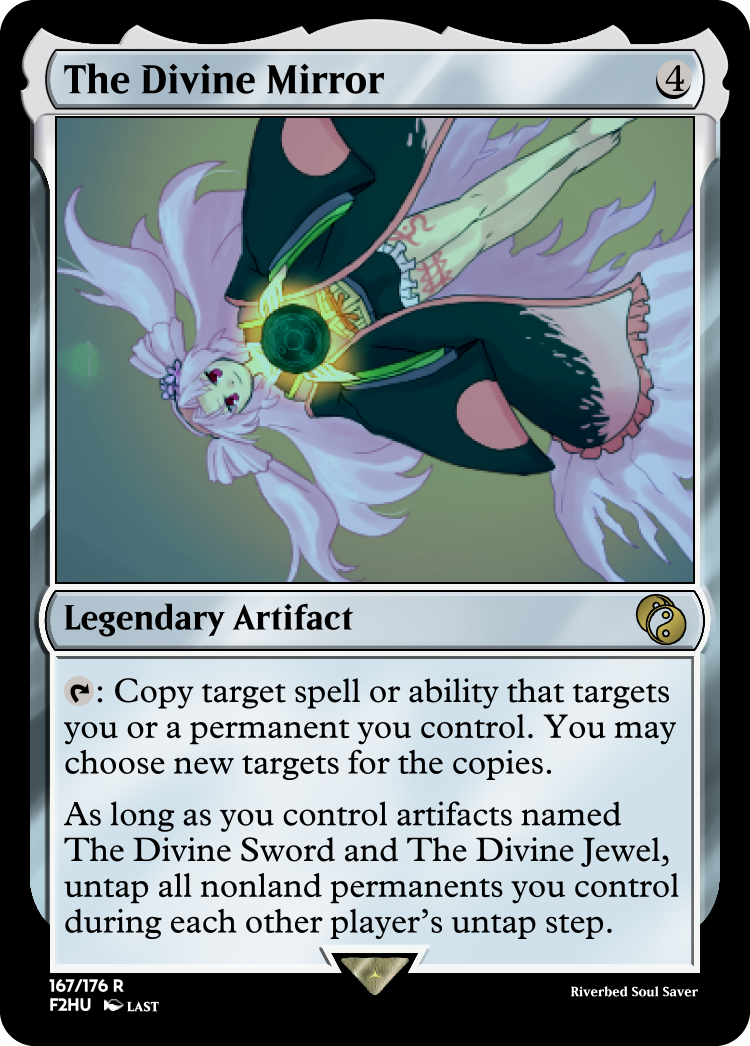 The Divine Mirror 4
Legendary Artifact
: Copy target spell or ability that targets
you or a permanent you control. You may
choose new targets for the copies.
As long as you control artifacts named
The Divine Sword and The Divine Jewel,
untap all nonland permanents you control
during each other player’s untap step.
167/176 R
F2HU LAST
Riverbed Soul Saver